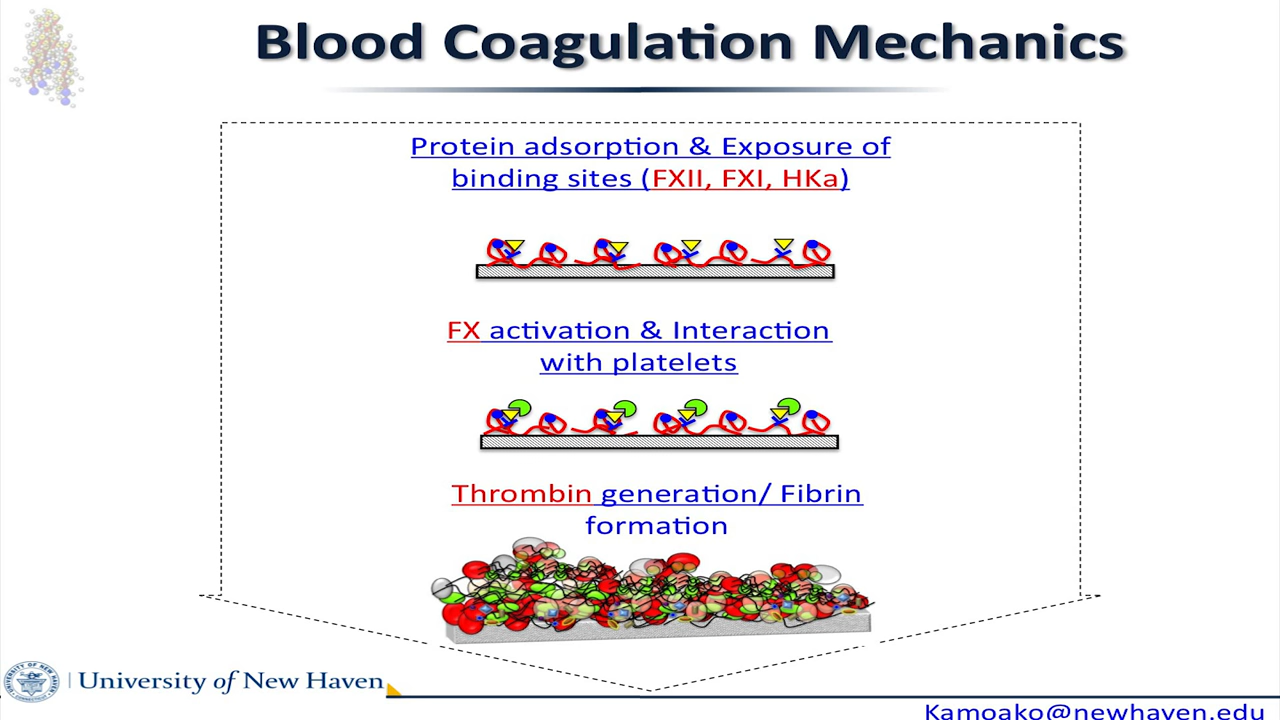 Blood Coagulation Mechanics
Protein adsorption & Exposure of
binding sites (FXII, FXI, HKa)
FX activation & Interaction
with platelets
Thrombin generation/ Fibrin
formation
University of New Haven
Kamoako@newhaven.edu